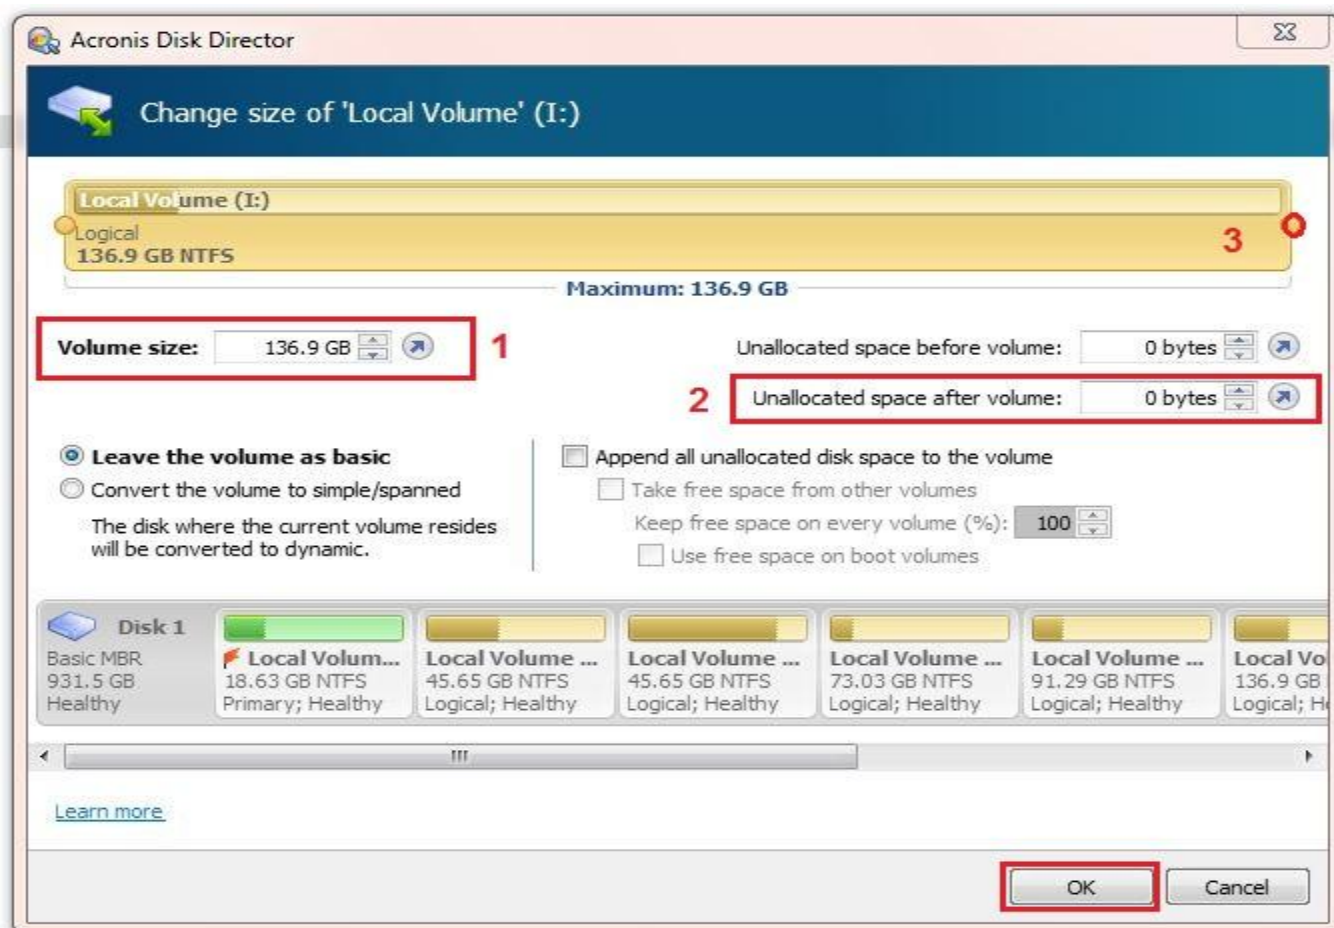 Acronis Disk Director
Change size of 'Local Volume' (I:)
Local Volume (I:)
Logical
136.9 GB NTFS
3
Maximum: 136.9 GB
Volume size: 136.9 GB
1
Unallocated space before volume: 0 bytes
2
Unallocated space after volume: 0 bytes
Leave the volume as basic
Convert the volume to simple/spanned
The disk where the current volume resides
will be converted to dynamic.
Append all unallocated disk space to the volume
Take free space from other volumes
Keep free space on every volume (%): 100
Use free space on boot volumes
Disk 1
Basic MBR
931.5 GB
Healthy
Local Volum...
18.63 GB NTFS
Primary; Healthy
Local Volume ...
45.65 GB NTFS
Logical; Healthy
Local Volume ...
45.65 GB NTFS
Logical; Healthy
Local Volume ...
73.03 GB NTFS
Logical; Healthy
Local Volume ...
91.29 GB NTFS
Logical; Healthy
Local Vo
136.9 GB
Logical; H
Learn more
OK
Cancel